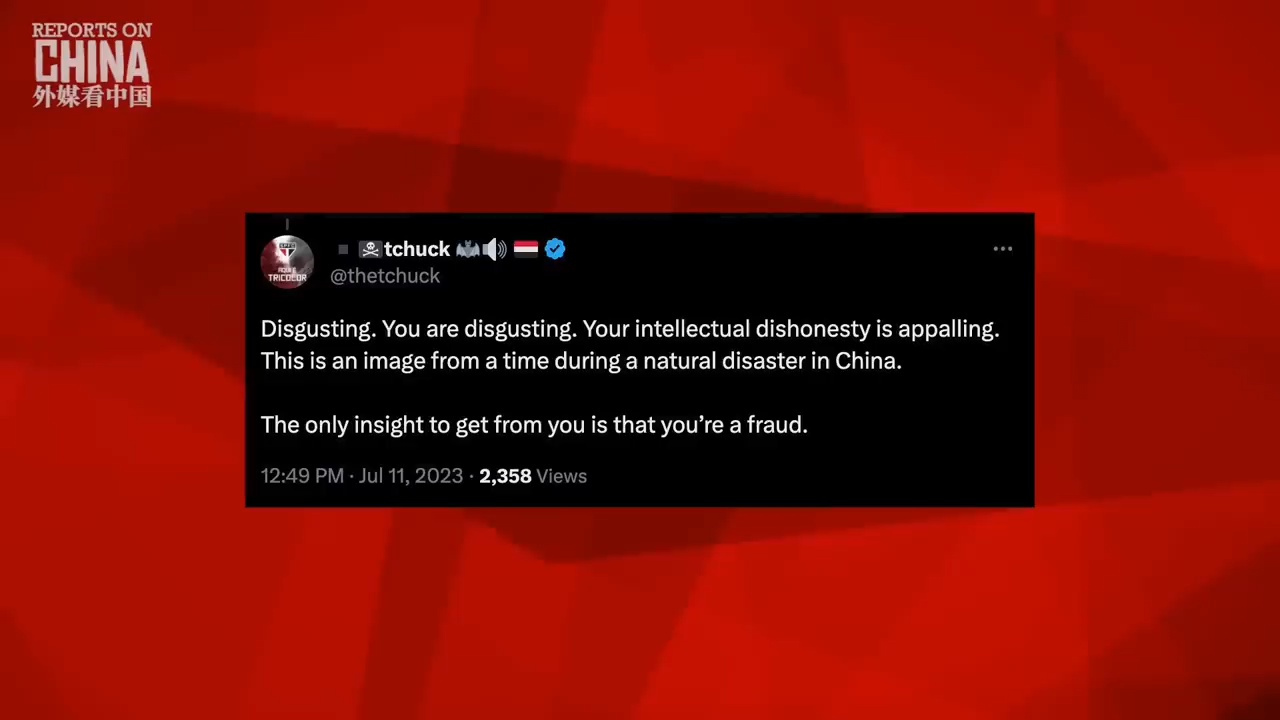 REPORTS ON
CHINA
外媒看中国
tchuck
@thetchuck
Disgusting. You are disgusting. Your intellectual dishonesty is appalling.
This is an image from a time during a natural disaster in China.
The only insight to get from you is that you’re a fraud.
12:49 PM · Jul 11, 2023 · 2,358 Views